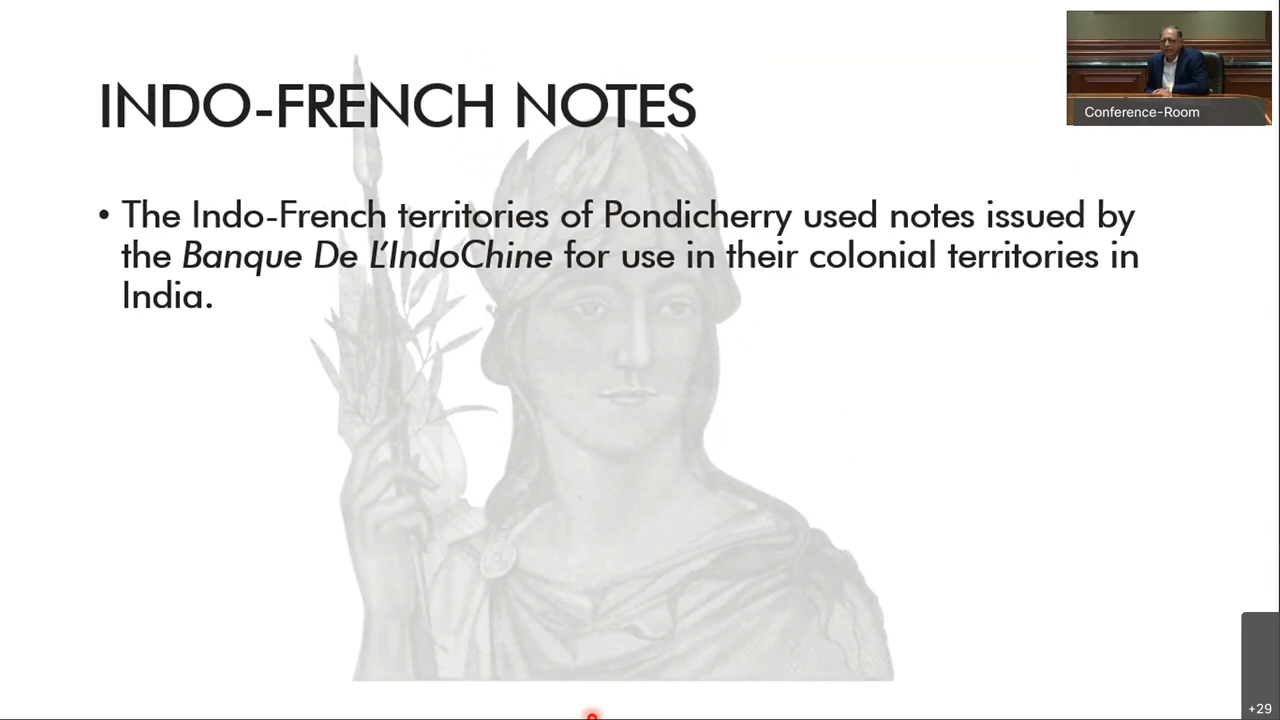 INDO-FRENCH NOTES
• The Indo-French territories of Pondicherry used notes issued by
the Banque De L'IndoChine for use in their colonial territories in
India.
Conference-Room
+29